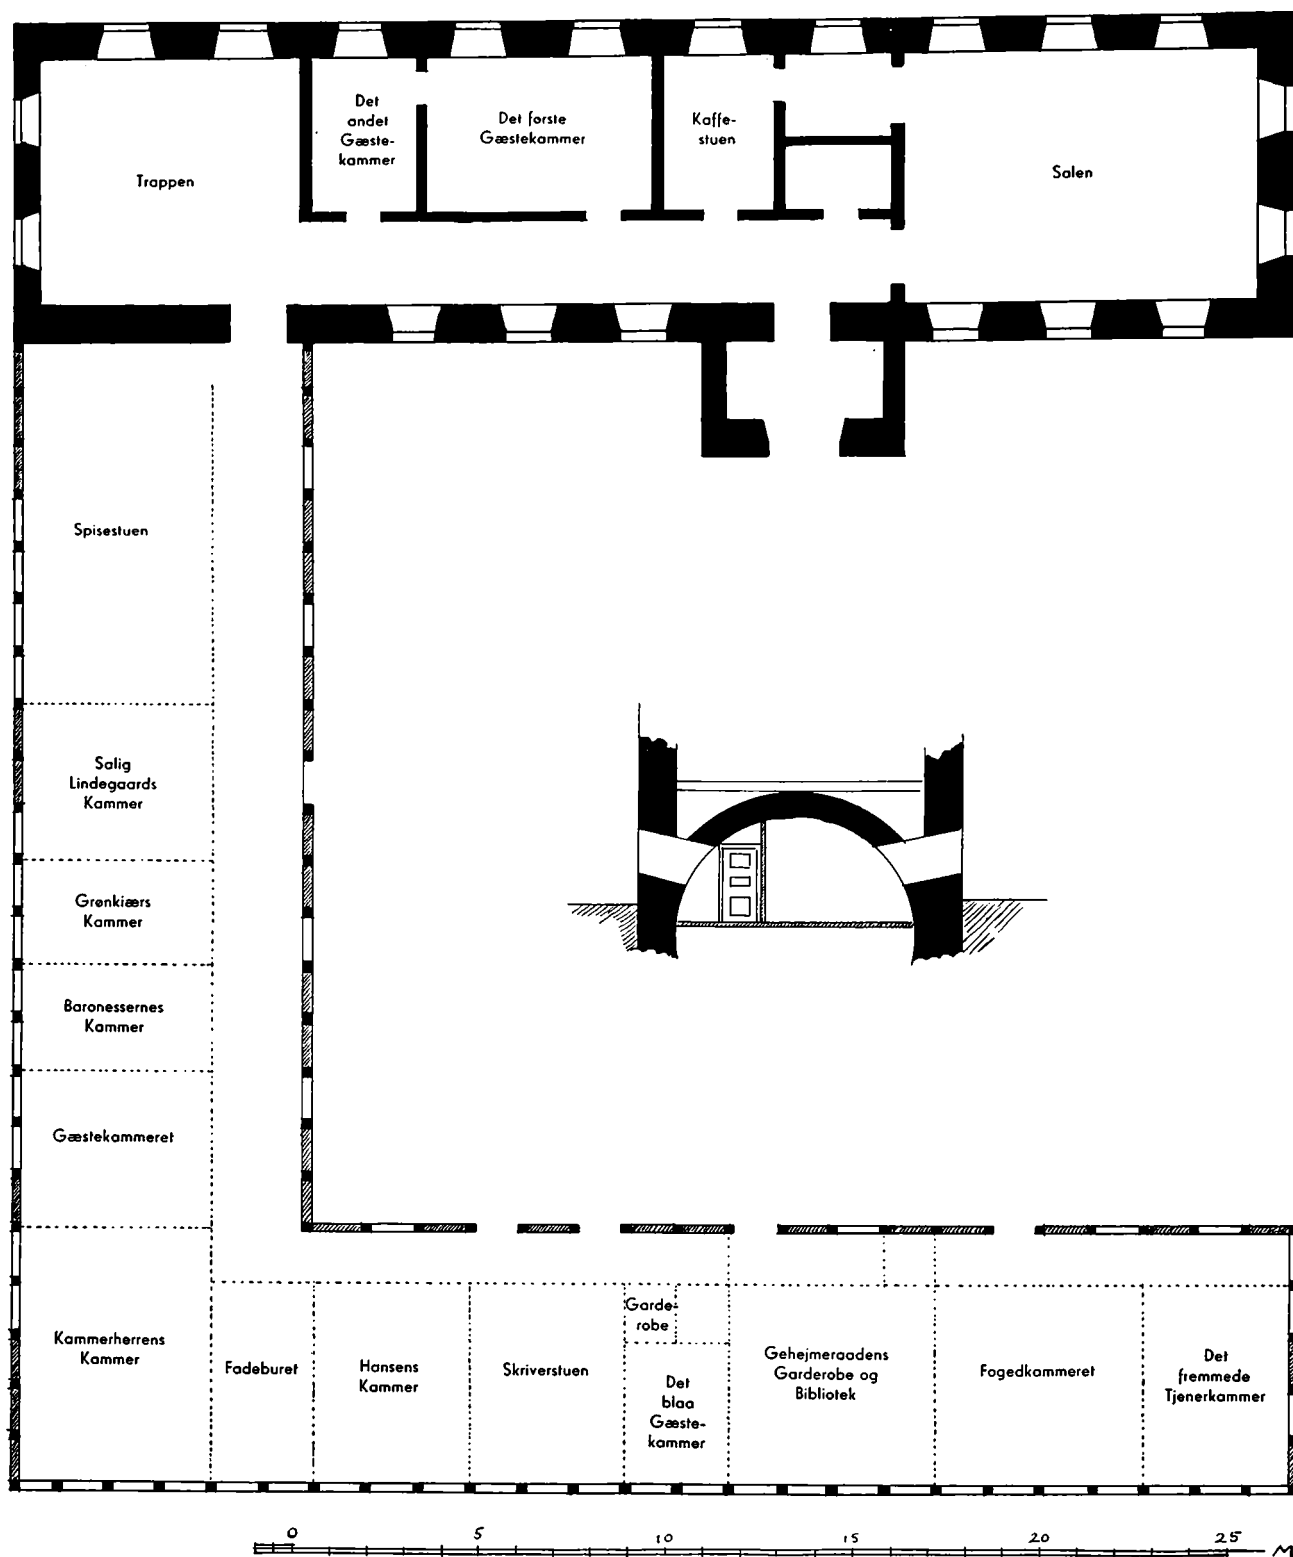 Trappen
Det
andet
Gæste-
kammer
Det første
Gæstekammer
Kaffe-
stuen
Salen
Spisestuen
Salig
Lindegaards
Kammer
Grønkiærs
Kammer
Baronessernes
Kammer
Gæstekammeret
Kammerherrens
Kammer
Fadeburet
Hansens
Kammer
Skriverstuen
Garde-
robe
Det
blaa
Gæste-
kammer
Gehejmeraadens
Garderobe og
Bibliotek
Fogedkammeret
Det
fremmede
Tjenerkammer
0 5 10 15 20 25 M